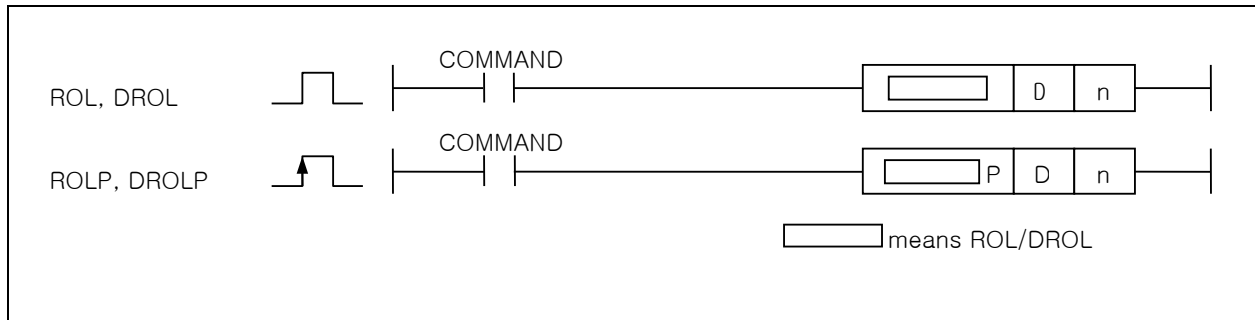 COMMAND
ROL, DROL D n
COMMAND
ROLP, DROLP P D n
means ROL/DROL